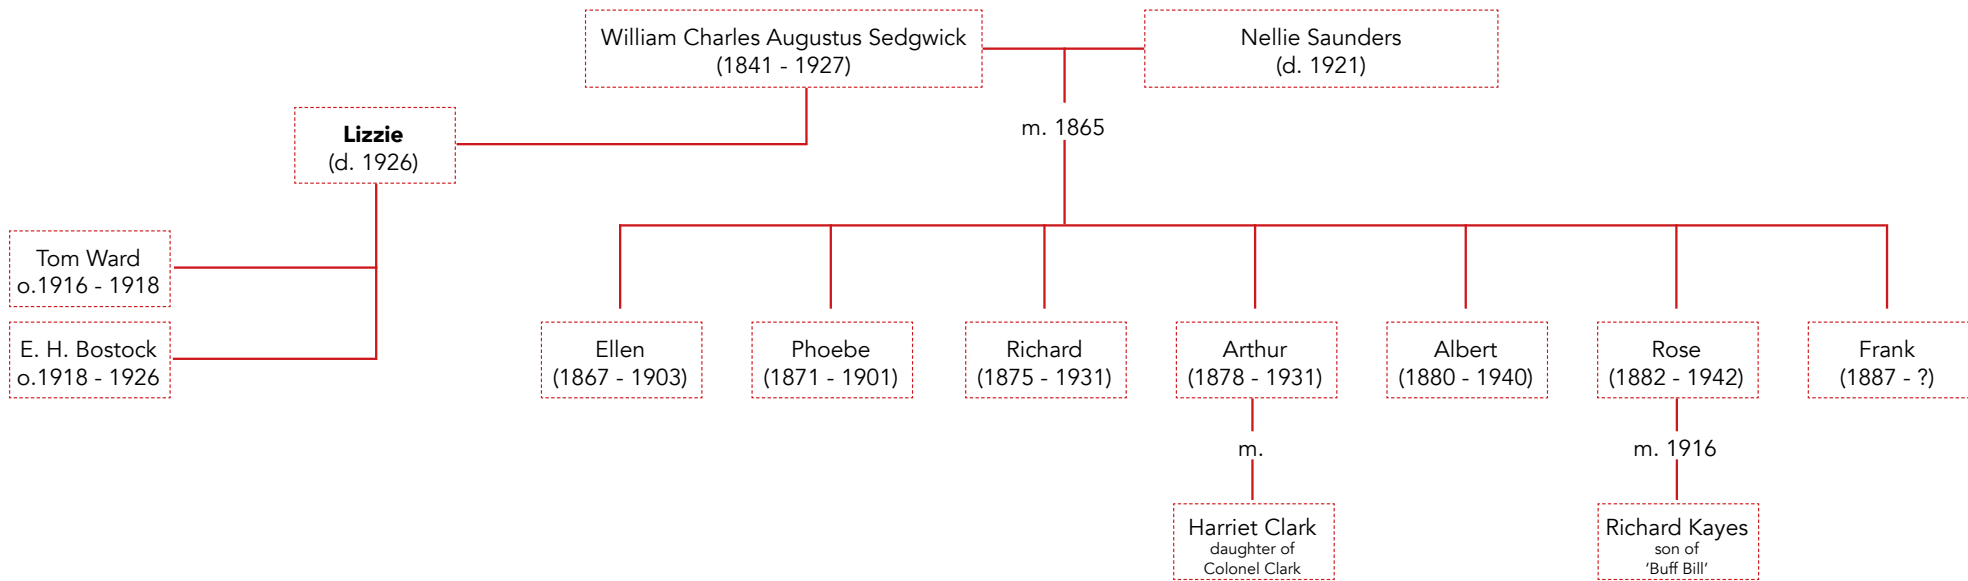 William Charles Augustus Sedgwick
(1841 - 1927)
Nellie Saunders
(d. 1921)
Lizzie
(d. 1926)
m. 1865
Tom Ward
o.1916 - 1918
E. H. Bostock
o.1918 - 1926
Ellen
(1867 - 1903)
Phoebe
(1871 - 1901)
Richard
(1875 - 1931)
Arthur
(1878 - 1931)
Albert
(1880 - 1940)
Rose
(1882 - 1942)
Frank
(1887 - ?)
m.
m. 1916
Harriet Clark
daughter of
Colonel Clark
Richard Kayes
son of
'Buff Bill'